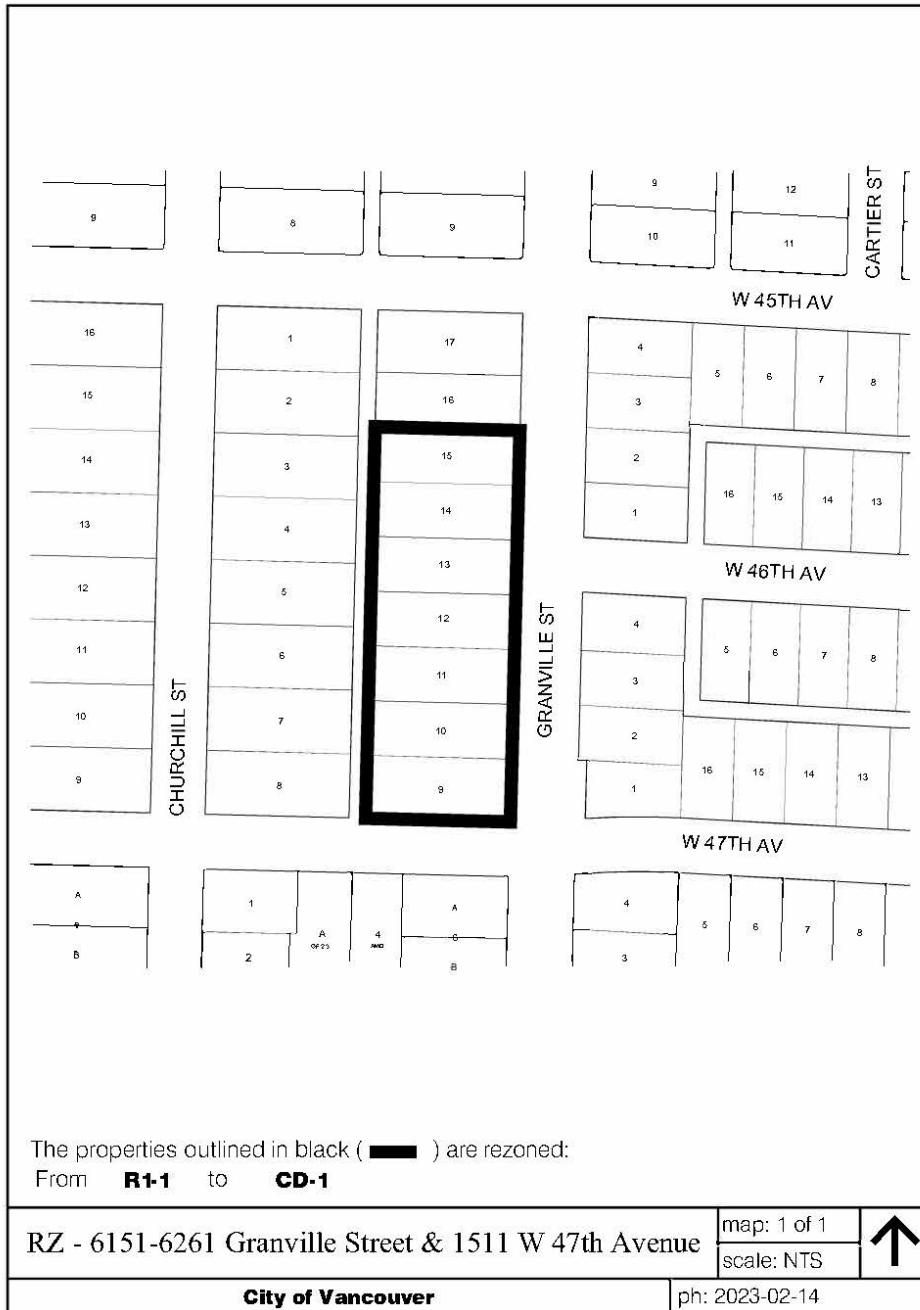 9 8 9 9 12
10 11
CARTIER ST
W 45TH AV
16 1 17 4
5 6 7 8
15 2 16 3
14 3 15 2
16 15 14 13
13 4 14 1
13
W 46TH AV
12 5 12 4
5 6 7 8
11 6 11 3
CHURCHILL ST
GRANVILLE ST
10 7 10 2
16 15 14 13
9 8 9 1
W 47TH AV
A 1 A 4
A 4 5 6 7 8
OF 23 AMD
B 2 B 3
The properties outlined in black ( ) are rezoned:
From R1-1 to CD-1
RZ - 6151-6261 Granville Street & 1511 W 47th Avenue
map: 1 of 1
scale: NTS
City of Vancouver
ph: 2023-02-14